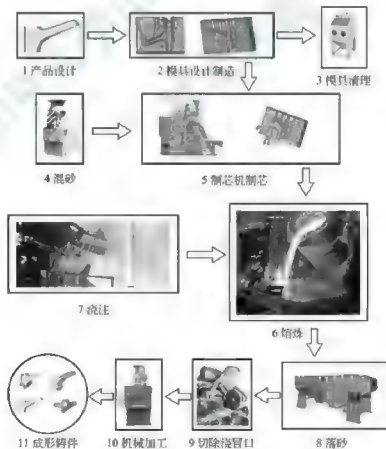 1 产品设计
2 模具设计制造
3 模具清理
4 混砂
5 制芯机制芯
7 浇注
6 熔炼
11 成形铸件
10 机械加工
9 切除浇冒口
8 落砂